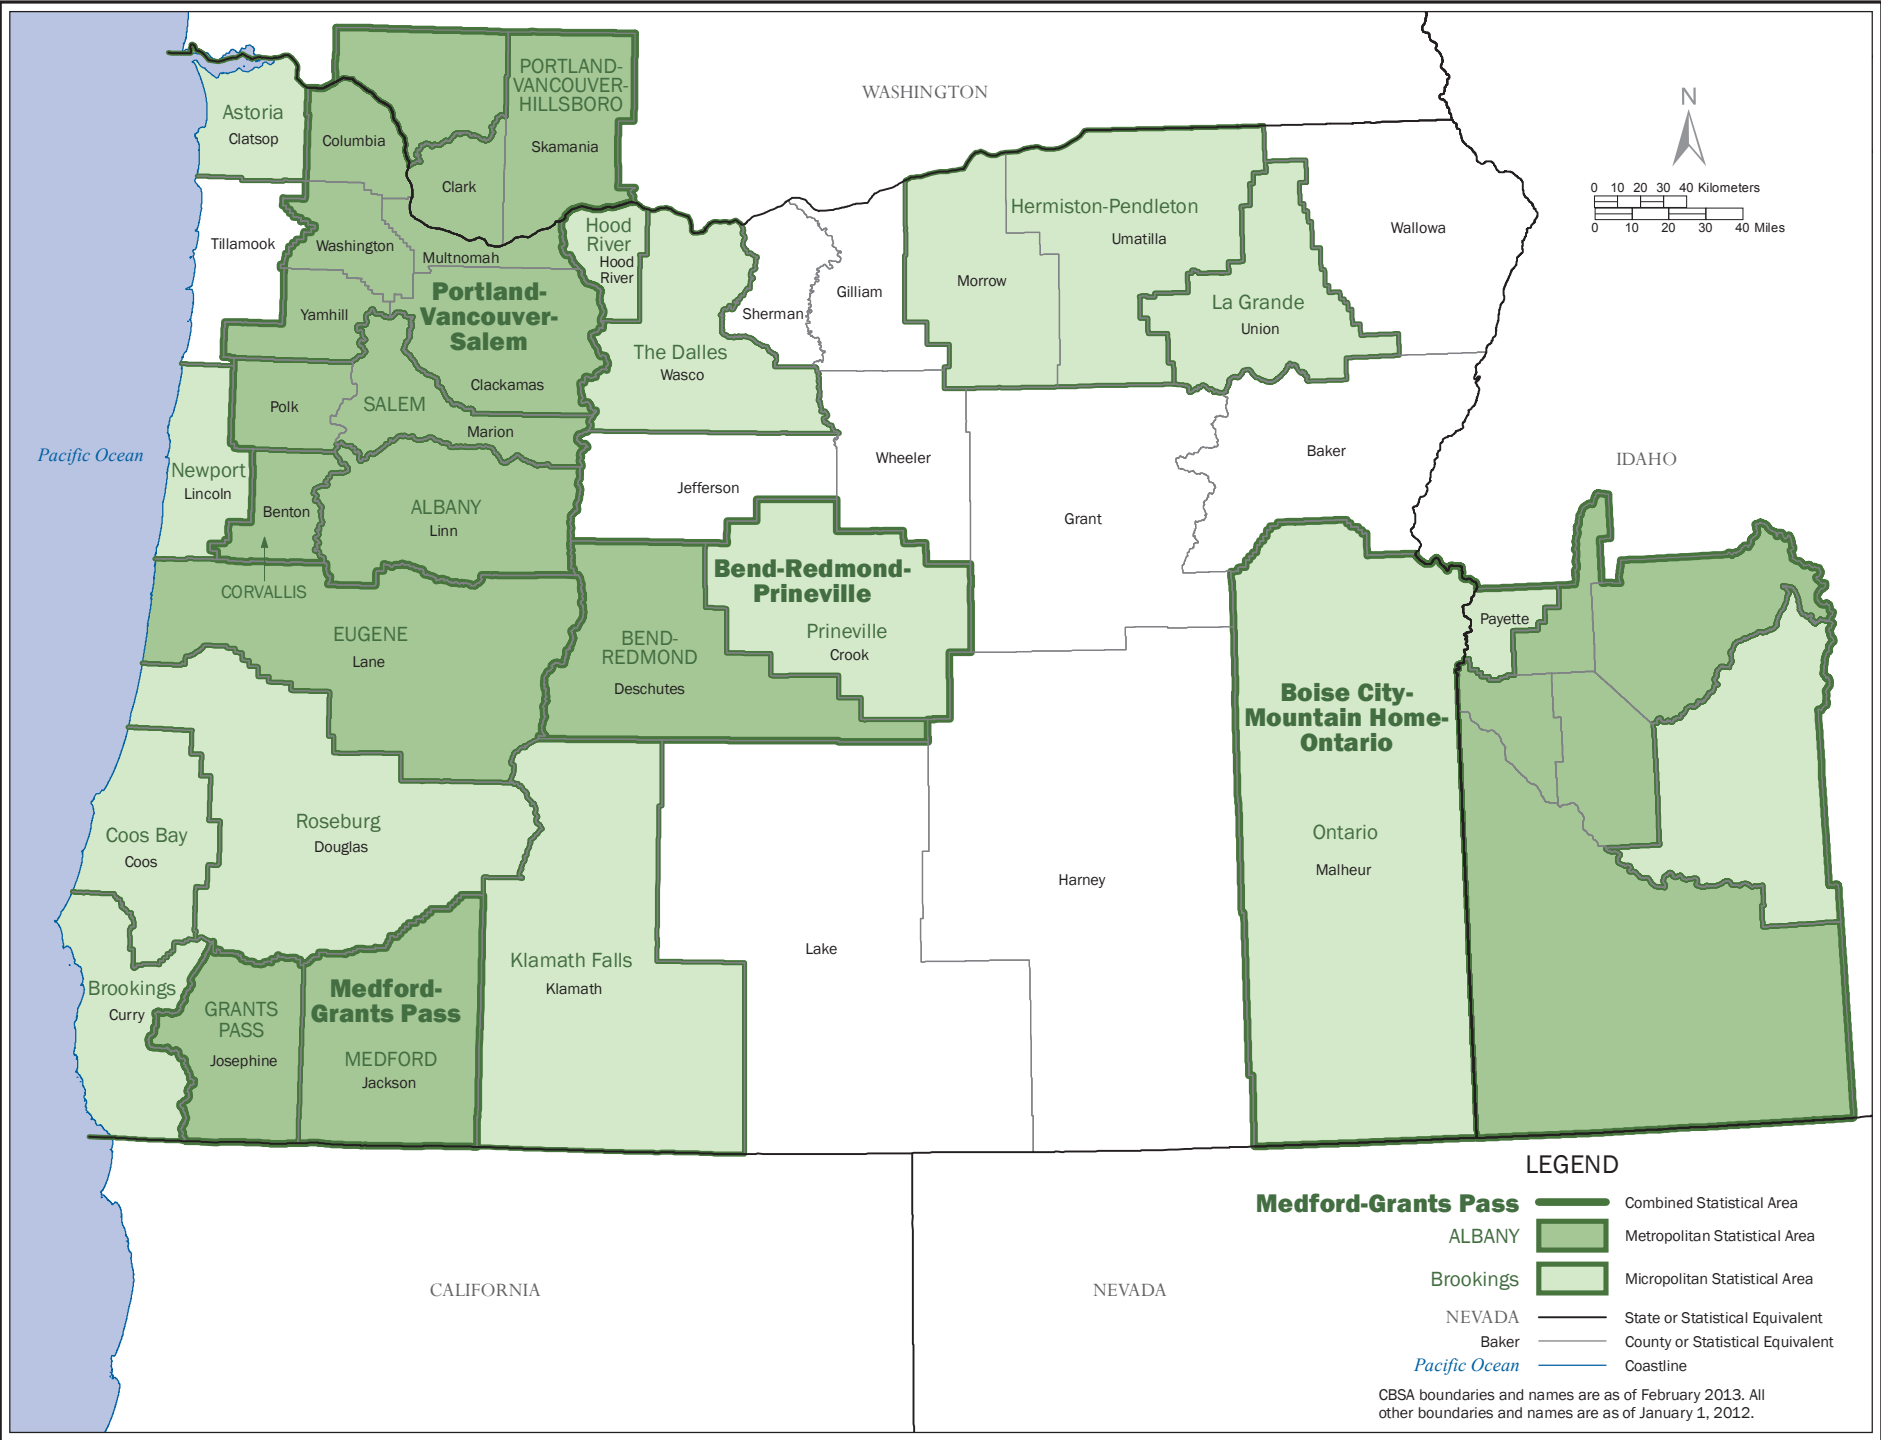 WASHINGTON
PORTLAND-
VANCOUVER-
HILLSBORO
Skamania
N
Astoria
Clatsop
Columbia
Clark
0 10 20 30 40 Kilometers
0 10 20 30 40 Miles
Tillamook
Washington
Multnomah
Hood
River
Hood
River
Hermiston-Pendleton
Umatilla
Wallowa
Morrow
Gilliam
Sherman
Yamhill
Portland-
Vancouver-
Salem
Clackamas
La Grande
Union
The Dalles
Wasco
Polk
SALEM
Marion
Pacific Ocean
Newport
Lincoln
Benton
CORVALLIS
ALBANY
Linn
Jefferson
Wheeler
Grant
Baker
IDAHO
Bend-Redmond-
Prineville
Prineville
Crook
BEND-
REDMOND
Deschutes
EUGENE
Lane
Payette
Boise City-
Mountain Home-
Ontario
Ontario
Malheur
Coos Bay
Coos
Roseburg
Douglas
Harney
Lake
Klamath Falls
Klamath
Brookings
Curry
GRANTS
PASS
Josephine
Medford-
Grants Pass
MEDFORD
Jackson
CALIFORNIA
NEVADA
LEGEND
Medford-Grants Pass Combined Statistical Area
ALBANY Metropolitan Statistical Area
Brookings Micropolitan Statistical Area
NEVADA State or Statistical Equivalent
Baker County or Statistical Equivalent
Pacific Ocean Coastline
CBSA boundaries and names are as of February 2013. All
other boundaries and names are as of January 1, 2012.